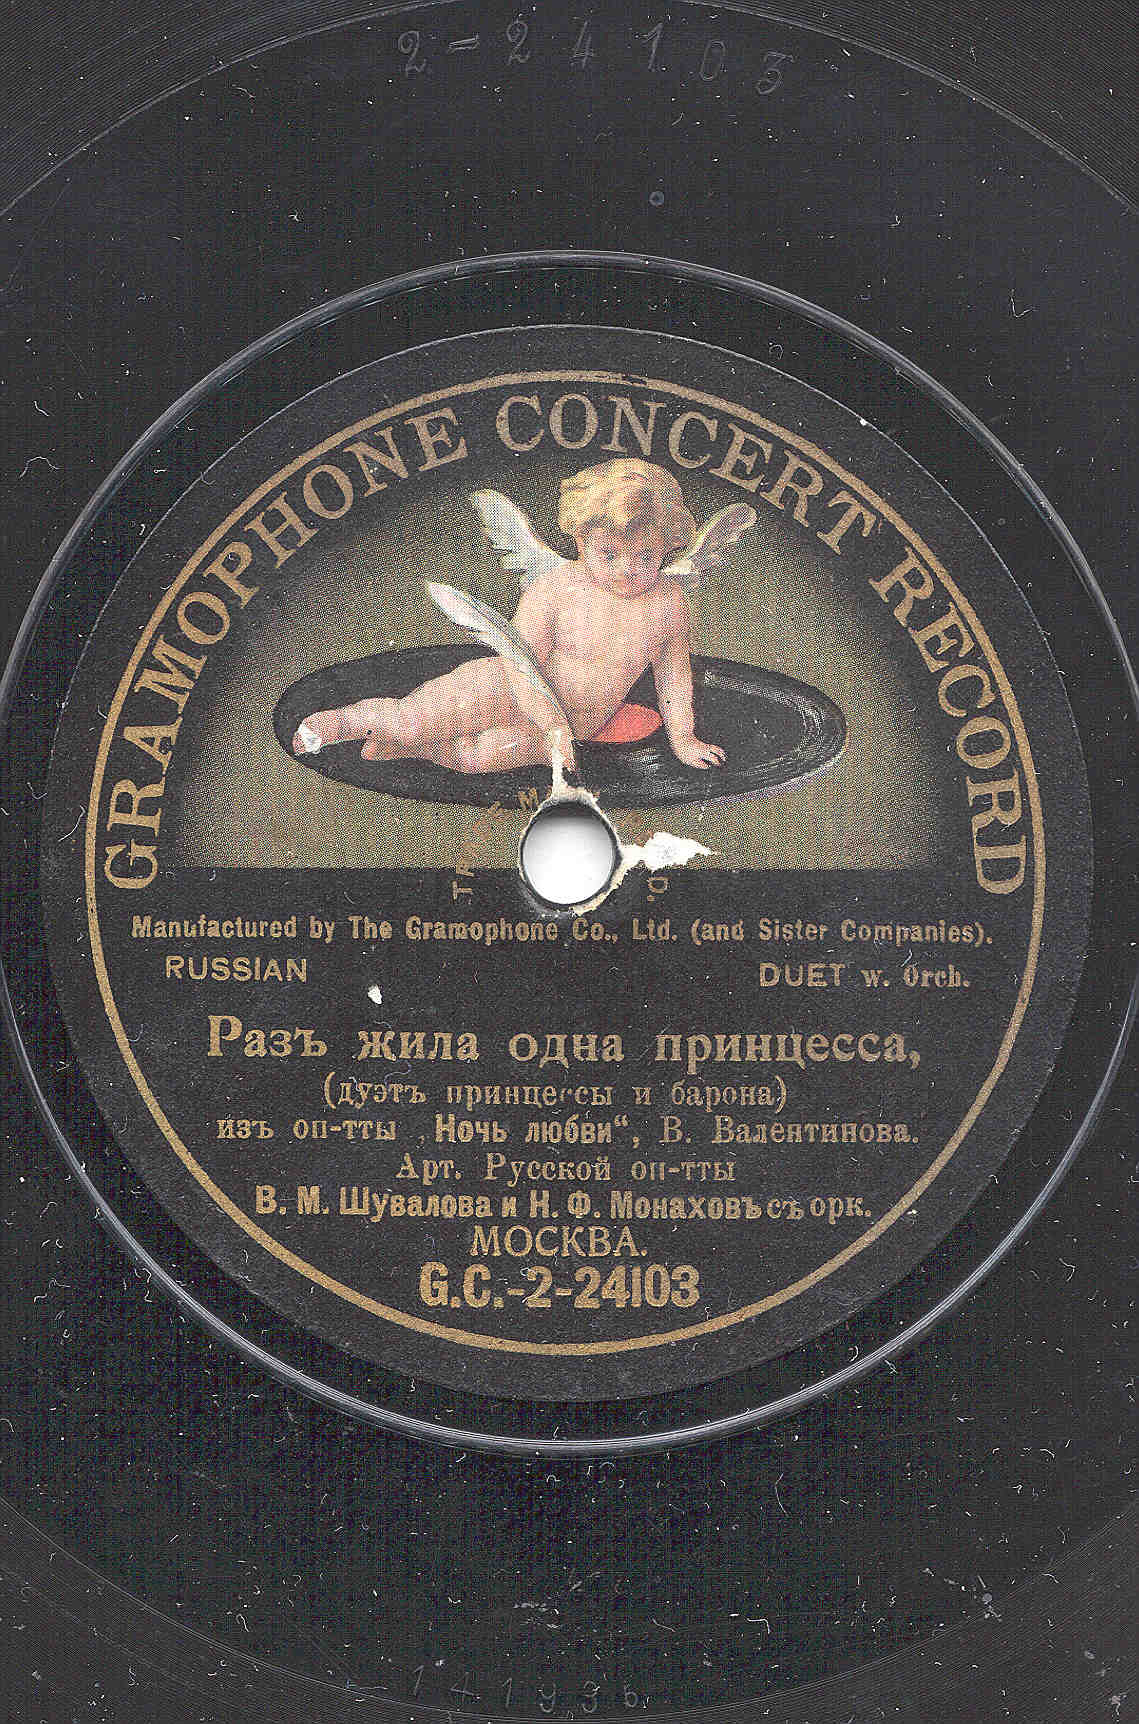 2-24103
GRAMOPHONE CONCERT RECORD
Manufactured by The Gramophone Co., Ltd. (and Sister Companies).
RUSSIAN DUET w. Orch.
Разъ жила одна принцесса,
(дуэтъ принцессы и барона)
изъ оп-тты „Ночь любви“, В. Валентинова.
Арт. Русской оп-тты
В. М. Шувалова и Н. Ф. Монаховъ съ орк.
МОСКВА.
G.C.-2-24103